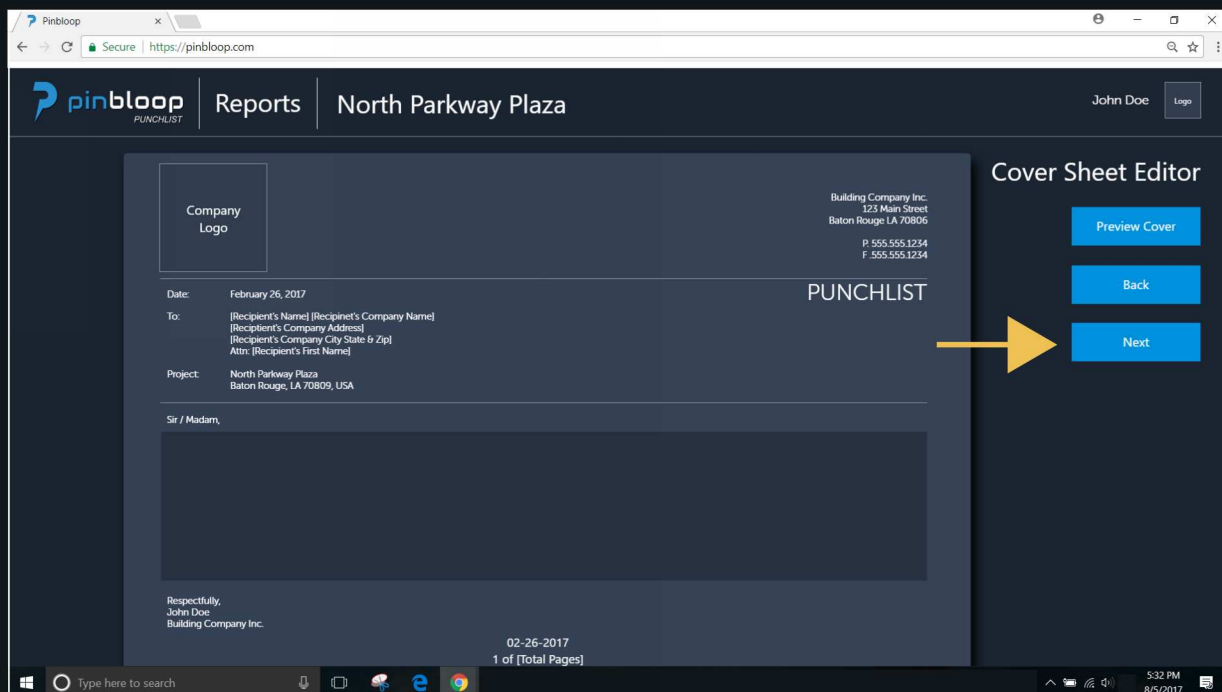 Pinbloop
Secure | https://pinbloop.com
pinbloop
PUNCHLIST
Reports
North Parkway Plaza
John Doe
Logo
Cover Sheet Editor
Company
Logo
Building Company Inc.
123 Main Street
Baton Rouge LA 70806
P. 555.555.1234
F .555.555.1234
Preview Cover
Back
Next
PUNCHLIST
Date: February 26, 2017
To: [Recipient's Name] [Recipinet's Company Name]
[Recipitient's Company Address]
[Recipient's Company City State & Zip]
Attn: [Recipient's First Name]
Project: North Parkway Plaza
Baton Rouge, LA 70809, USA
Sir / Madam,
Respectfully,
John Doe
Building Company Inc.
02-26-2017
1 of [Total Pages]
Type here to search
5:32 PM
8/5/2017